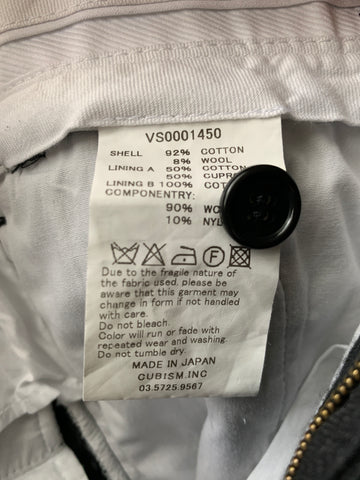 VS0001450
SHELL 92% COTTON
8% WOOL
LINING A 50% COTTON
50% CUPR
LINING B 100% COT
COMPONENTRY:
90% WO
10% NYL
Due to the fragile nature of
the fabric used, please be
aware that this garment may
change in form if not handled
with care.
Do not bleach.
Color will run or fade with
repeated wear and washing.
Do not tumble dry.
MADE IN JAPAN
CUBISM.INC
03.5725.9567